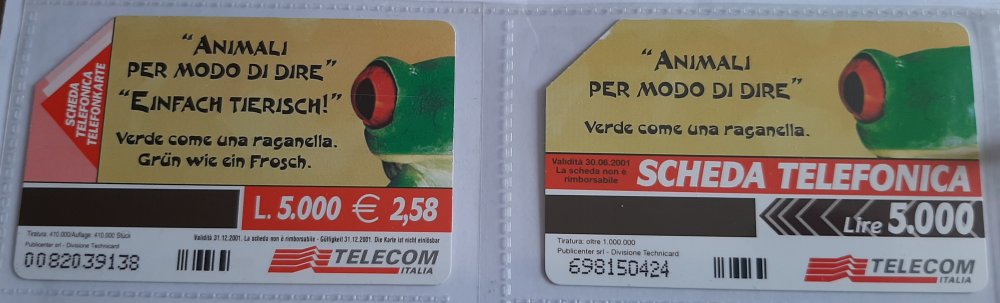 SCHEDA
TELEFONICA
TELEFONKARTE
“ANIMALI
PER MODO DI DIRE”
“EINFACH TIERISCH!”
Verde come una raganella.
Grün wie ein Frosch.
L. 5.000 € 2,58
Tiratura: 410.000/Auflage: 410.000 Stück
Validità 31.12.2001. La scheda non è rimborsabile - Gültigkeit 31.12.2001. Die Karte ist nicht einlösbar
Publicenter srl - Divisione Technicard
0082039138
TELECOM
ITALIA
“ANIMALI
PER MODO DI DIRE”
Verde come una raganella.
Validità 30.06.2001
La scheda non è
rimborsabile
SCHEDA TELEFONICA
Lire 5.000
Tiratura: oltre 1.000.000
Publicenter srl - Divisione Technicard
698150424
TELECOM
ITALIA